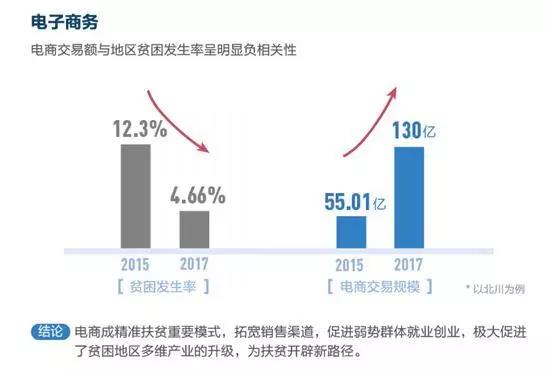 电子商务
电商交易额与地区贫困发生率呈明显负相关性
12.3%
4.66%
2015
2017
[ 贫困发生率 ]
55.01亿
130亿
2015
2017
[ 电商交易规模 ]
* 以北川为例
结论 电商成精准扶贫重要模式，拓宽销售渠道，促进弱势群体就业创业，极大促进
了贫困地区多维产业的升级，为扶贫开辟新路径。